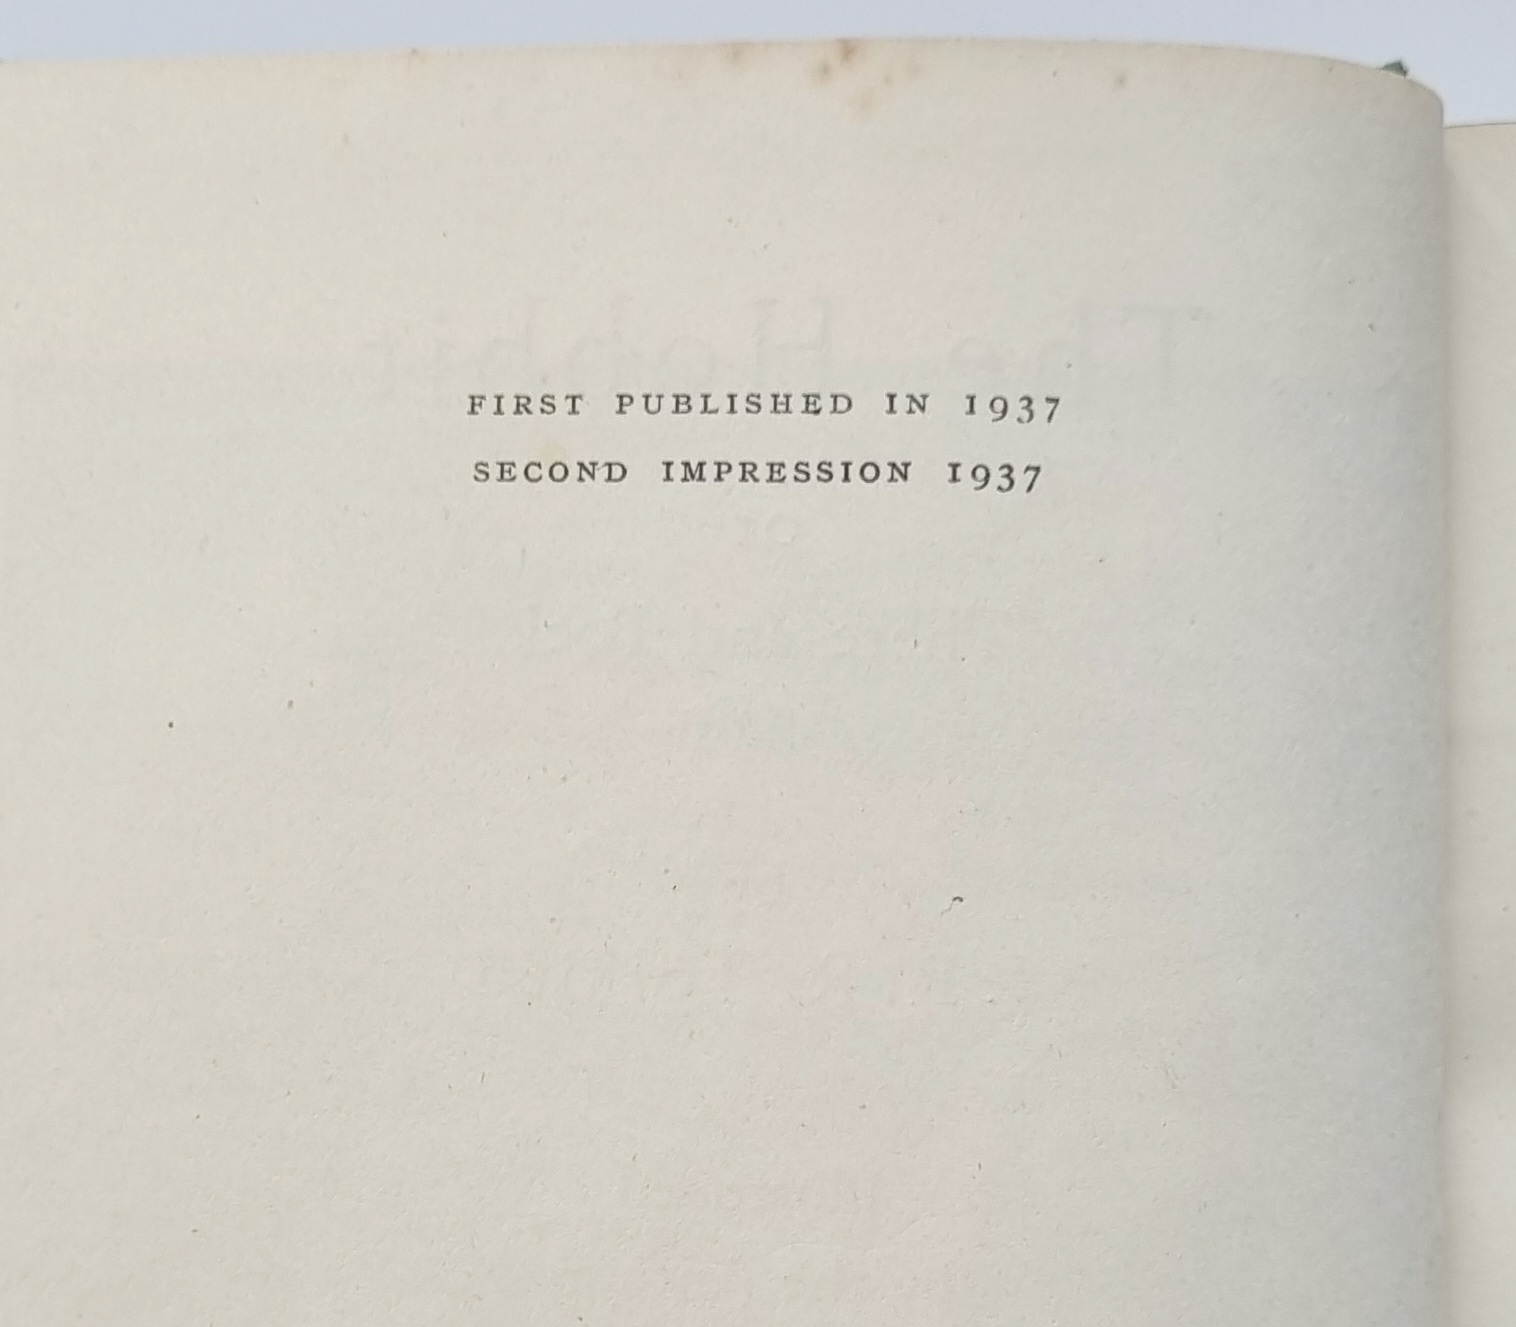 FIRST PUBLISHED IN 1937
SECOND IMPRESSION 1937